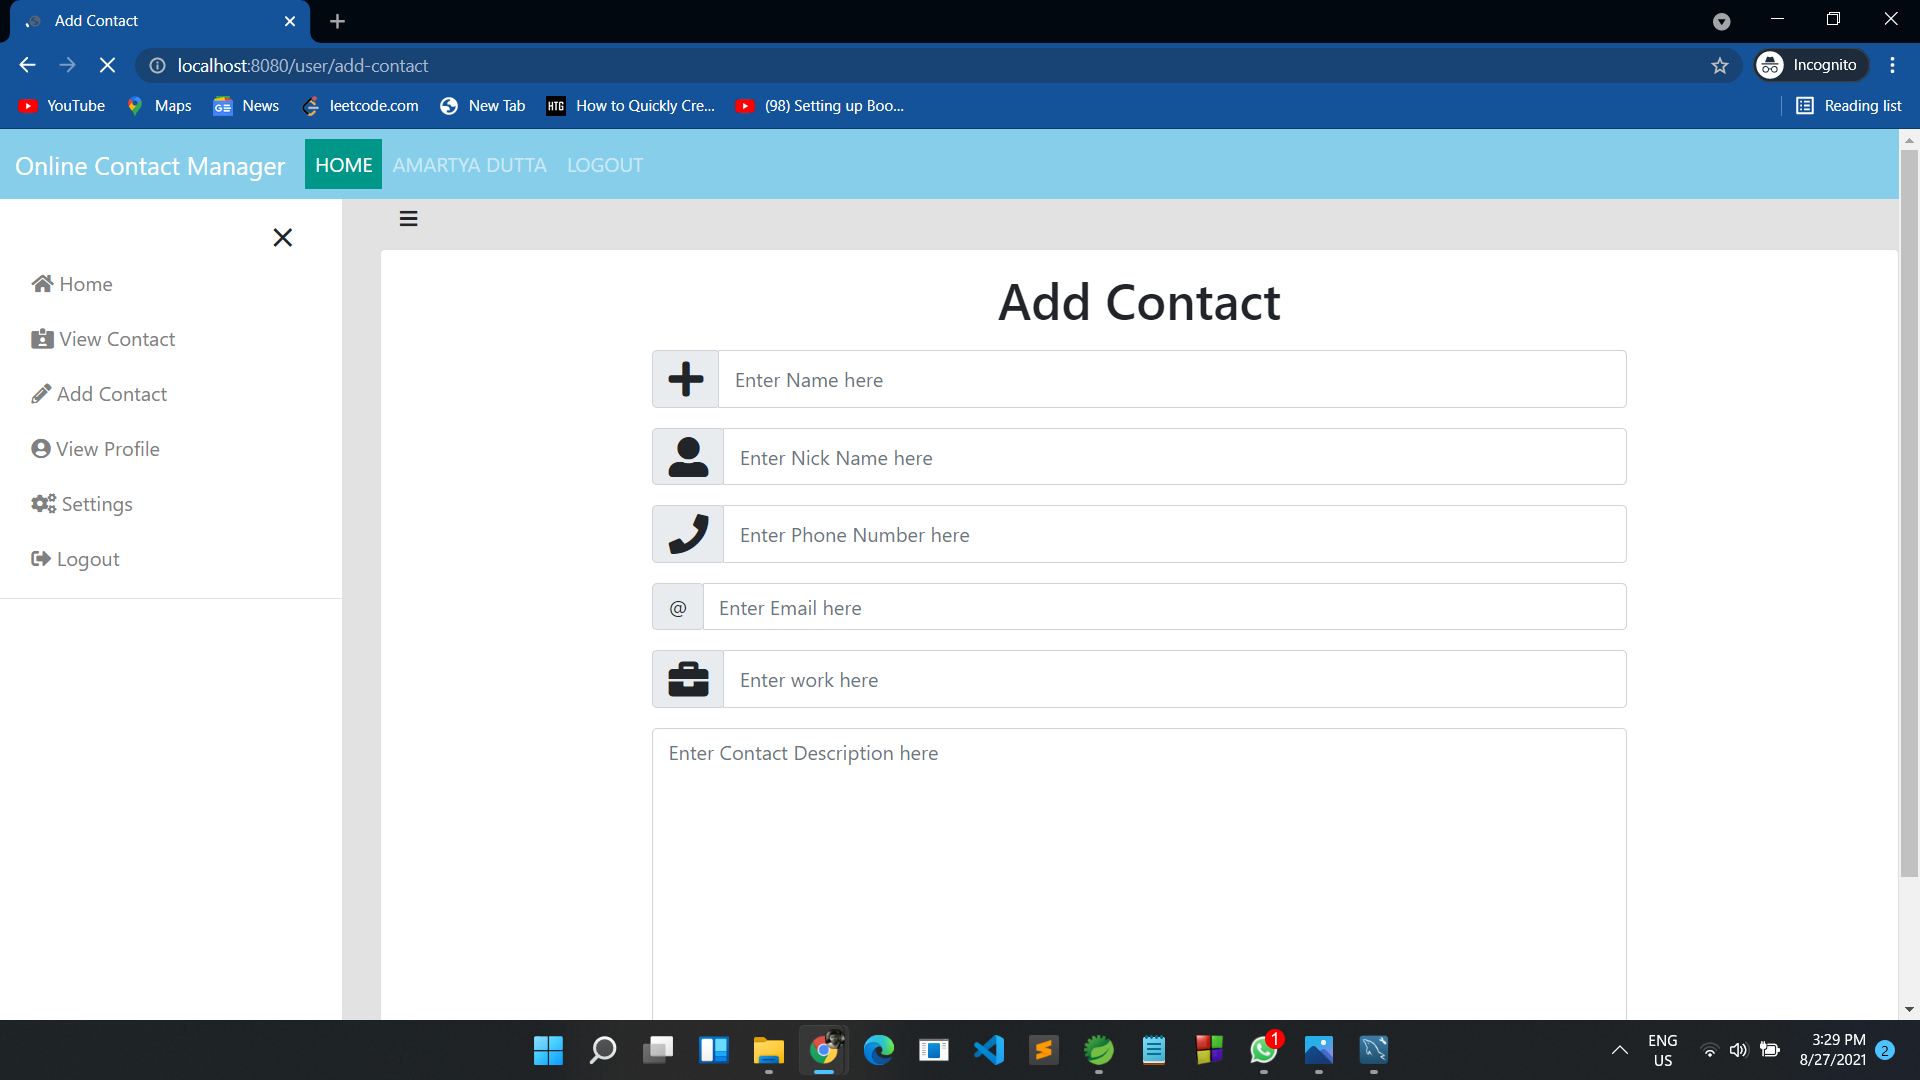 Add Contact
localhost:8080/user/add-contact
Incognito
YouTube Maps News leetcode.com New Tab HTG How to Quickly Cre... (98) Setting up Boo... Reading list
Online Contact Manager HOME AMARTYA DUTTA LOGOUT
Home
View Contact
Add Contact
View Profile
Settings
Logout
Add Contact
Enter Name here
Enter Nick Name here
Enter Phone Number here
@ Enter Email here
Enter work here
Enter Contact Description here
1
ENG
US
3:29 PM
8/27/2021
2